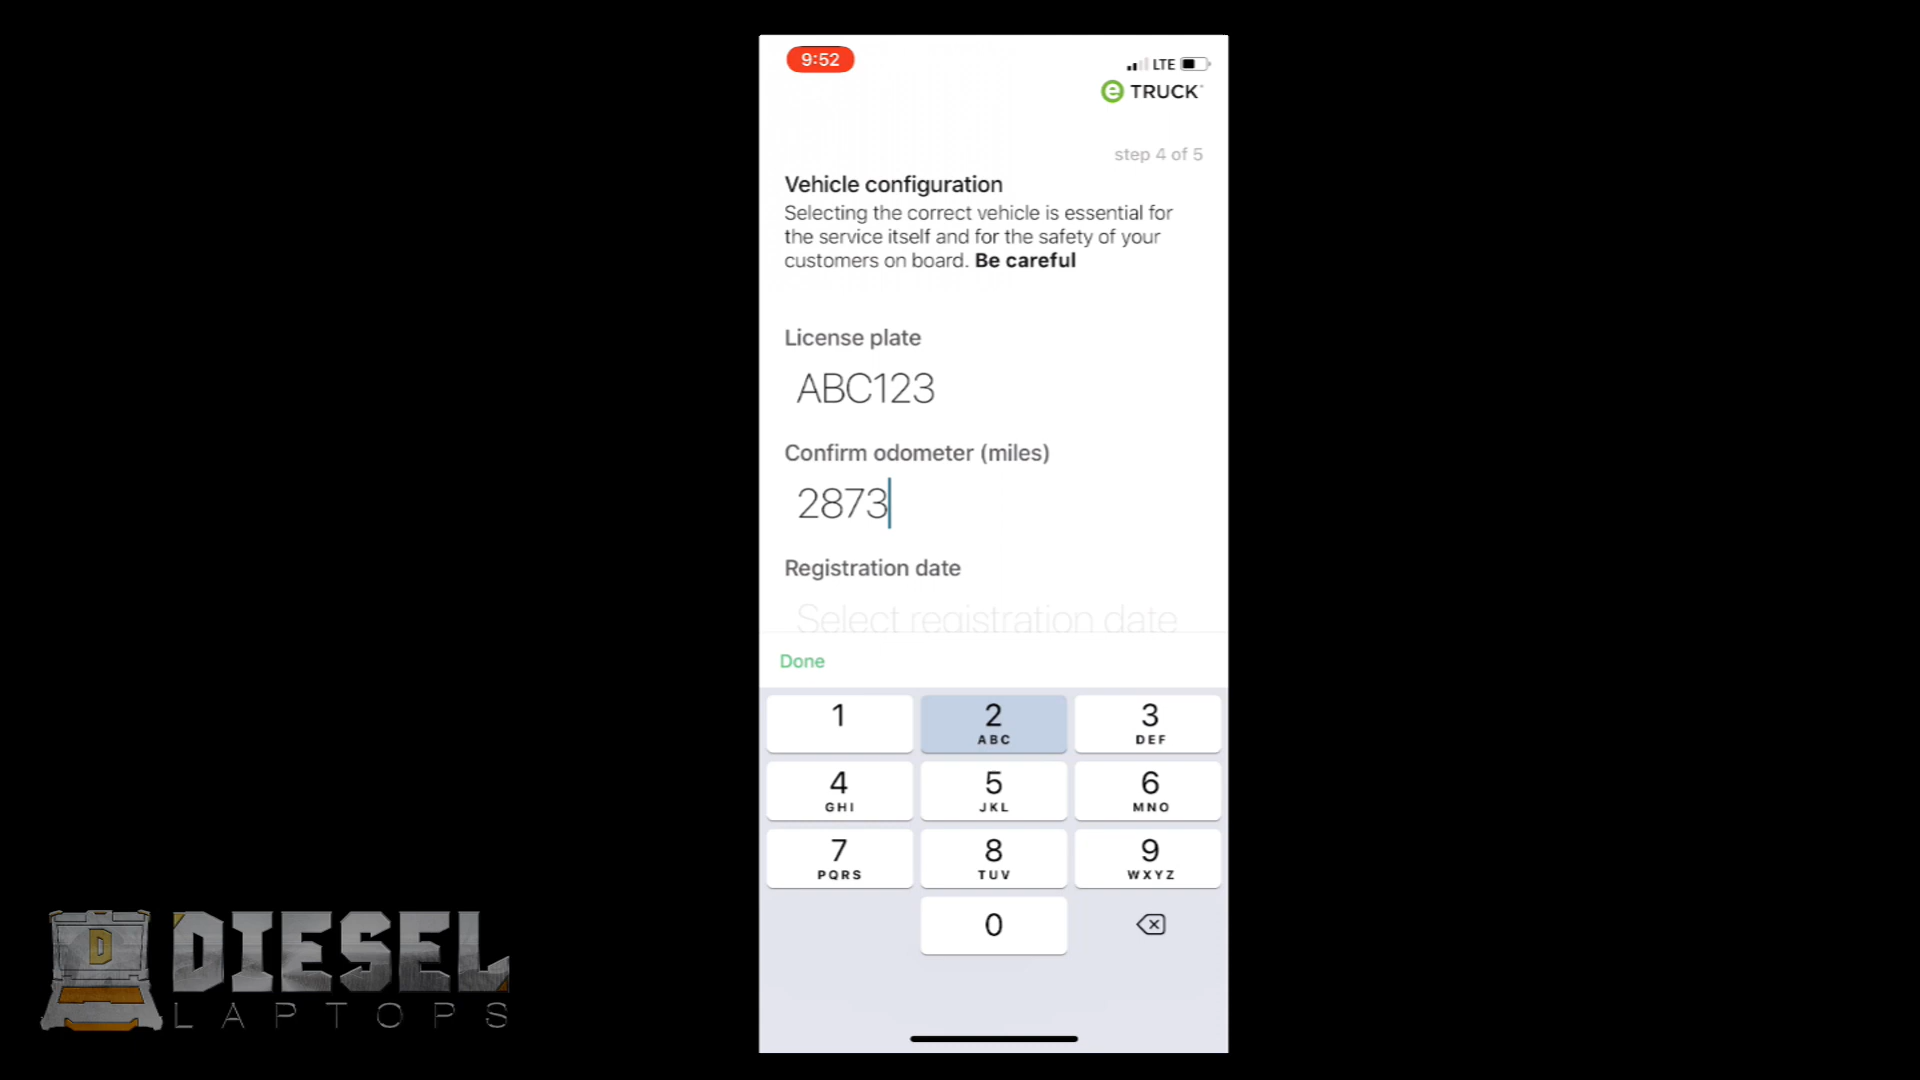 9:52
LTE
e TRUCK
step 4 of 5
Vehicle configuration
Selecting the correct vehicle is essential for
the service itself and for the safety of your
customers on board. Be careful
License plate
ABC123
Confirm odometer (miles)
2873
Registration date
Select registration date
Done
1
2
3
ABC
DEF
4
5
6
GHI
JKL
MNO
7
8
9
PQRS
TUV
WXYZ
0
D
DIESEL
LAPTOPS